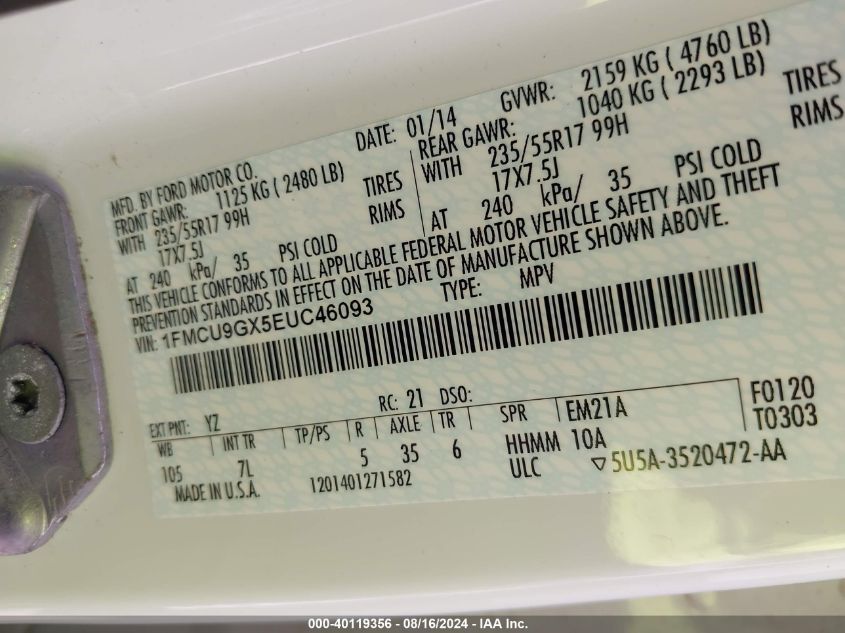 MFD. BY FORD MOTOR CO.
DATE: 01/14
GVWR: 2159 KG ( 4760 LB)
FRONT GAWR: 1125 KG ( 2480 LB)
REAR GAWR: 1040 KG ( 2293 LB)
WITH 235/55R17 99H TIRES
WITH 235/55R17 99H TIRES
17X7.5J RIMS
17X7.5J RIMS
AT 240 kPa/ 35 PSI COLD
AT 240 kPa/ 35 PSI COLD
THIS VEHICLE CONFORMS TO ALL APPLICABLE FEDERAL MOTOR VEHICLE SAFETY AND THEFT
PREVENTION STANDARDS IN EFFECT ON THE DATE OF MANUFACTURE SHOWN ABOVE.
VIN: 1FMCU9GX5EUC46093
TYPE: MPV
EXT PNT: YZ RC: 21 DSO:
WB INT TR TP/PS R AXLE TR SPR EM21A F0120
105 7L 5 35 6 HHMM 10A T0303
MADE IN U.S.A. 1201401271582 ULC ▽5U5A-3520472-AA
000-40119356 - 08/16/2024 - IAA Inc.